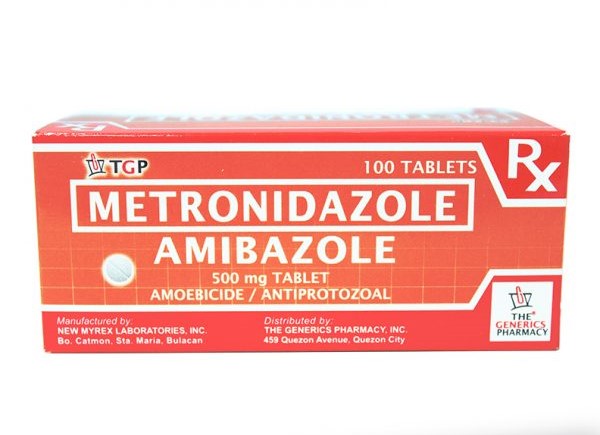 TGP
100 TABLETS
Rx
METRONIDAZOLE
AMIBAZOLE
500 mg TABLET
AMOEBICIDE / ANTIPROTOZOAL
Manufactured by:
NEW MYREX LABORATORIES, INC.
Bo. Catmon, Sta. Maria, Bulacan
Distributed by:
THE GENERICS PHARMACY, INC.
459 Quezon Avenue, Quezon City
THE
GENERICS
PHARMACY